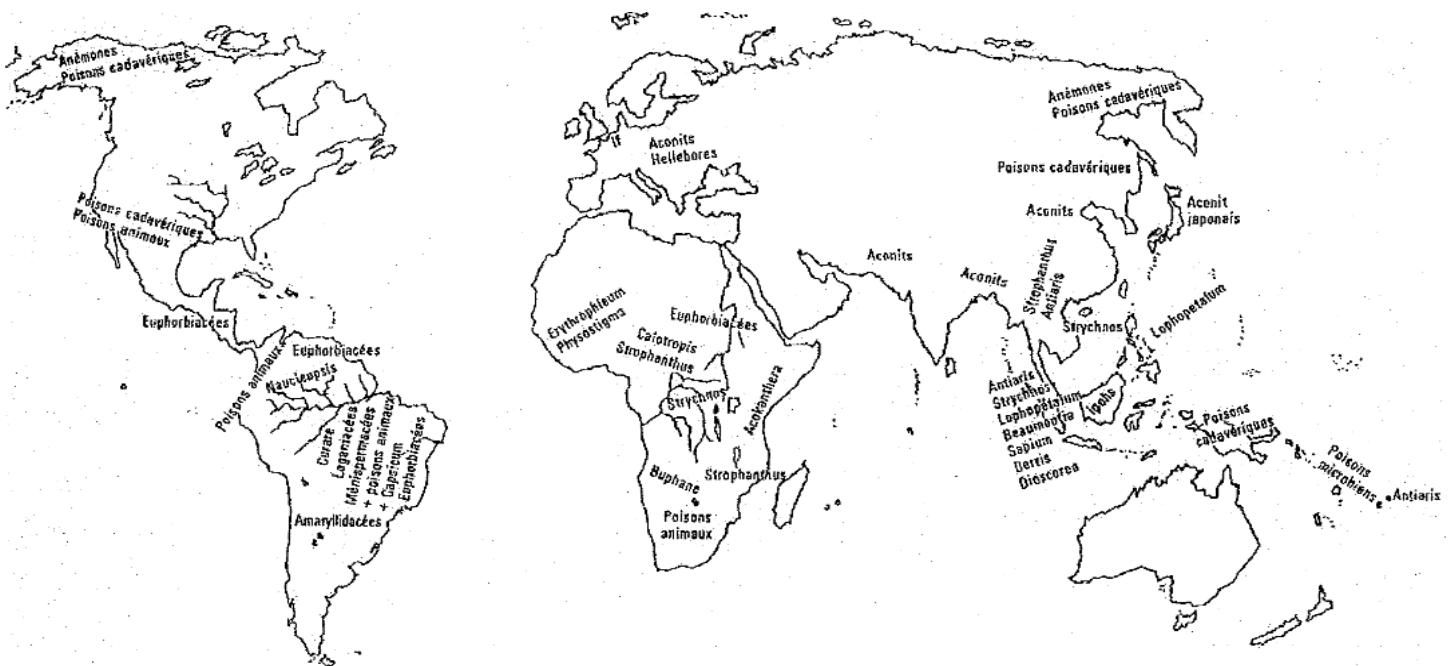 Anémones
Poisons cadavériques
Poisons cadavériques
Poisons animaux
Euphorbiacées
Euphorbiacées
Poisons animaux
Naucleopsis
Curare
Loganiacées
Ménispermacées
+ poisons animaux
+ Capsicum
Euphorbiacées
Amaryllidacées
If
Aconits
Hellébores
Erythrophleum
Physostigma
Euphorbiacées
Calotropis
Strophanthus
Strychnos
Acokanthera
Strophanthus
Buphane
Poisons
animaux
Anémones
Poisons cadavériques
Poisons cadavériques
Aconits
Aconit
japonais
Aconits
Aconits
Strophanthus
Antiaris
Strychnos
Lophopetalum
Antiaris
Strychnos
Lophopétalum
Beaumontia
Sapium
Derris
Dioscorea
Ipohs
Poisons
cadavériques
Poisons
microbiens
Antiaris